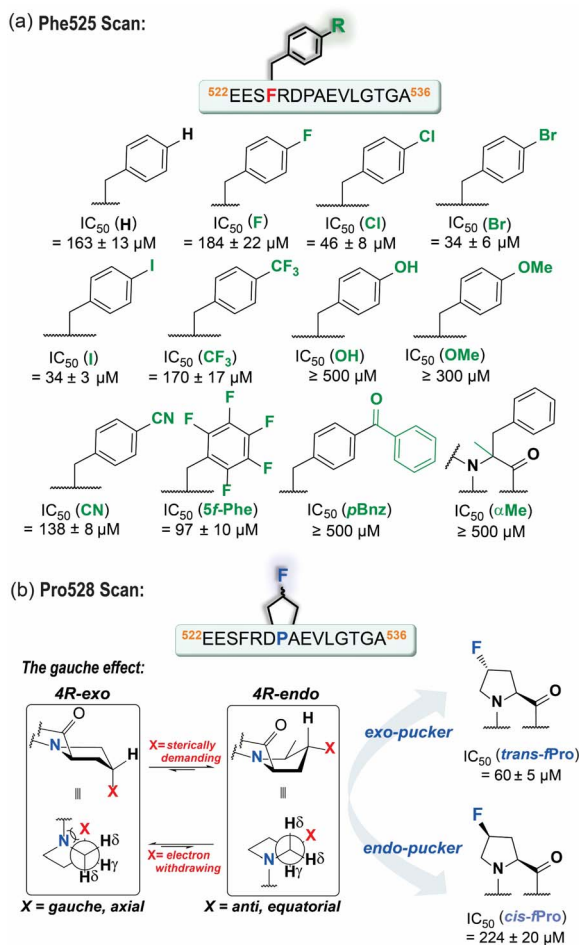 (a) Phe525 Scan:
R
522EESFRDPAEVLGTGA536
H
F
Cl
Br
IC50 (H)
= 163 ± 13 µM
IC50 (F)
= 184 ± 22 µM
IC50 (Cl)
= 46 ± 8 µM
IC50 (Br)
= 34 ± 6 µM
I
CF3
OH
OMe
IC50 (I)
= 34 ± 3 µM
IC50 (CF3)
= 170 ± 17 µM
IC50 (OH)
≥ 500 µM
IC50 (OMe)
≥ 300 µM
CN
F
F
F
F
F
O
N
O
IC50 (CN)
= 138 ± 8 µM
IC50 (5f-Phe)
= 97 ± 10 µM
IC50 (pBnz)
≥ 500 µM
IC50 (αMe)
≥ 500 µM
(b) Pro528 Scan:
F
522EESFRDPAEVLGTGA536
The gauche effect:
4R-exo
4R-endo
O
N
H
X
X= sterically
demanding
O
N
H
X
N
X
Hδ
Hγ
Hδ
X= electron
withdrawing
Hδ
X
N
Hγ
Hδ
X = gauche, axial
X = anti, equatorial
exo-pucker
endo-pucker
F
N
O
IC50 (trans-fPro)
= 60 ± 5 µM
F
N
O
IC50 (cis-fPro)
= 224 ± 20 µM